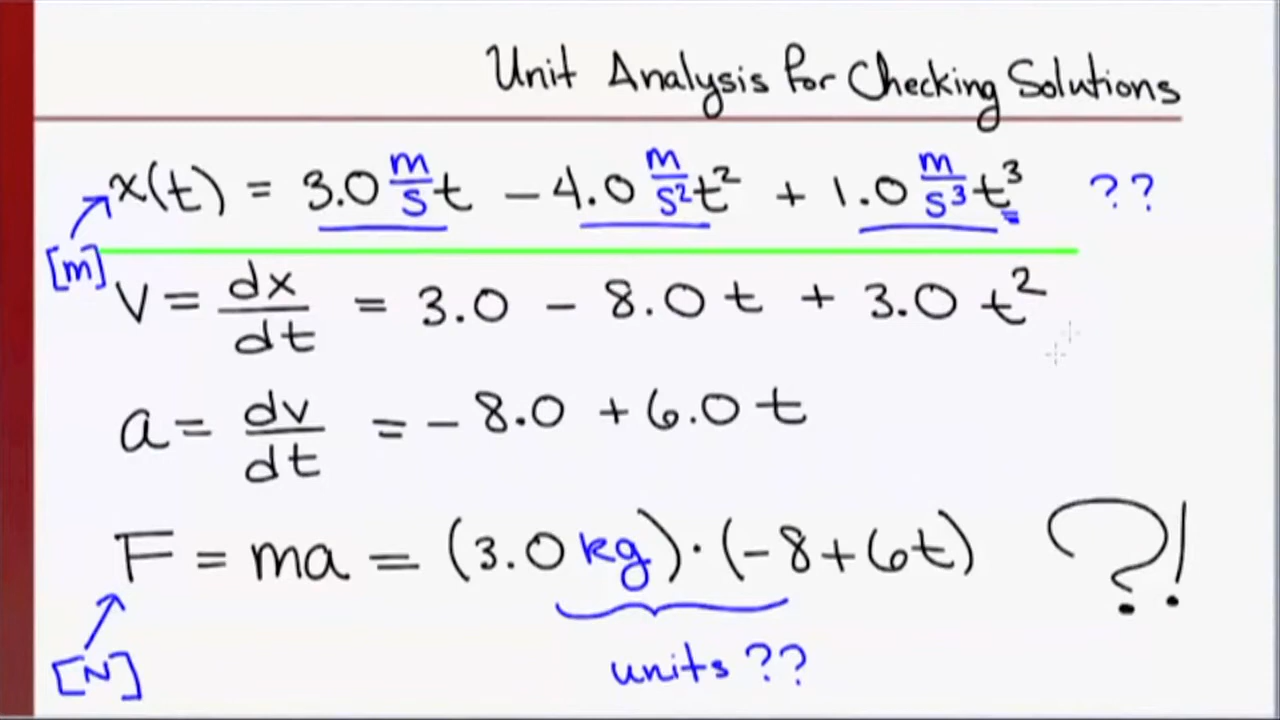 Unit Analysis for Checking Solutions
x(t) = 3.0 m/s t − 4.0 m/s² t² + 1.0 m/s³ t³ ??
[m]
V = dx/dt = 3.0 − 8.0 t + 3.0 t²
a = dv/dt = − 8.0 + 6.0 t
F = ma = (3.0 kg) · (−8+6t) ?!
[N]
units ??